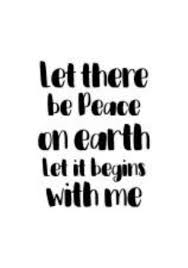 Let there
be Peace
on earth
Let it begins
with me